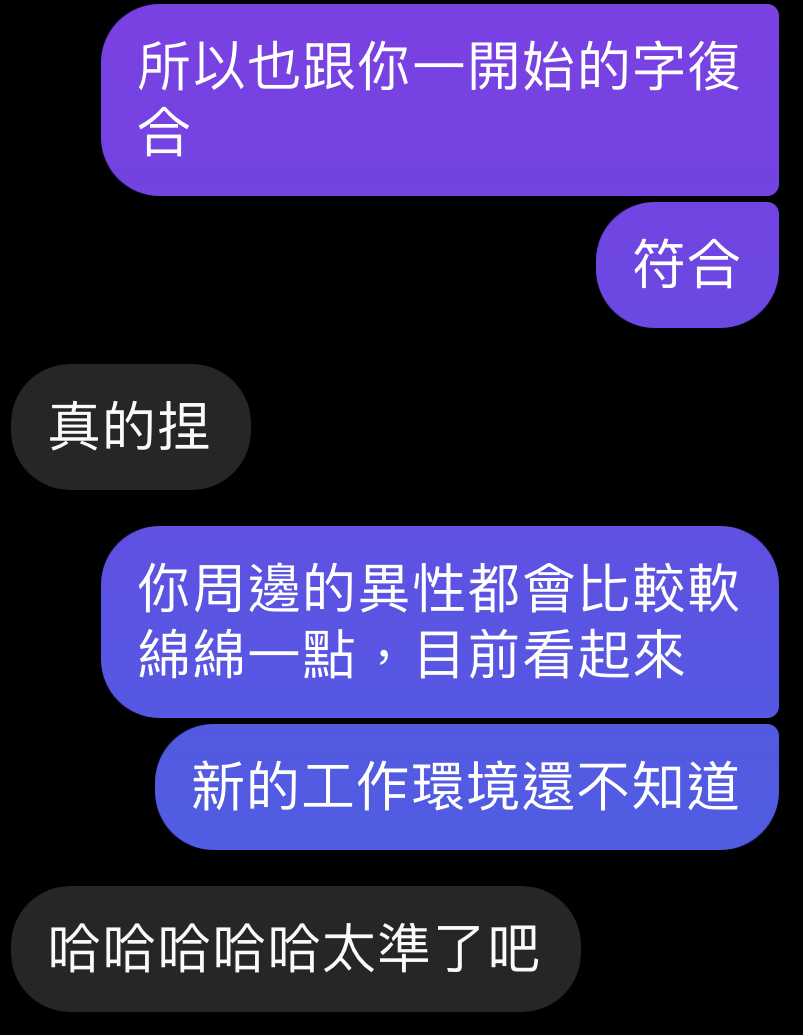 所以也跟你一開始的字復
合
符合
真的捏
你周邊的異性都會比較軟
綿綿一點，目前看起來
新的工作環境還不知道
哈哈哈哈哈太準了吧